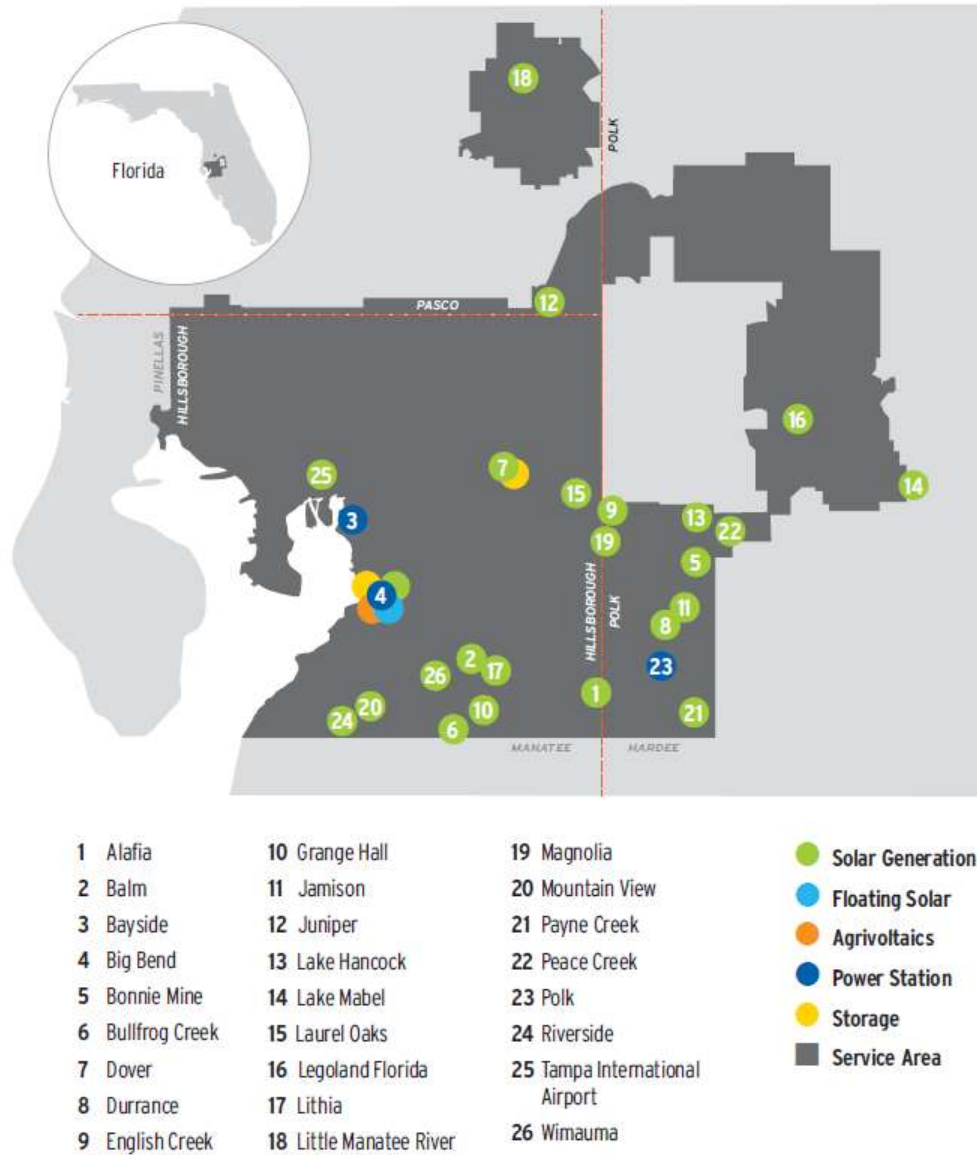 Florida
18
POLK
12
PASCO
PINELLAS
HILLSBOROUGH
16
7
25
15
14
3
9
13
22
19
5
4
HILLSBOROUGH
POLK
11
8
2
17
26
23
1
20
10
21
24
6
MANATEE
HARDEE
1 Alafia
2 Balm
3 Bayside
4 Big Bend
5 Bonnie Mine
6 Bullfrog Creek
7 Dover
8 Durrance
9 English Creek
10 Grange Hall
11 Jamison
12 Juniper
13 Lake Hancock
14 Lake Mabel
15 Laurel Oaks
16 Legoland Florida
17 Lithia
18 Little Manatee River
19 Magnolia
20 Mountain View
21 Payne Creek
22 Peace Creek
23 Polk
24 Riverside
25 Tampa International
Airport
26 Wimauma
Solar Generation
Floating Solar
Agrivoltaics
Power Station
Storage
Service Area